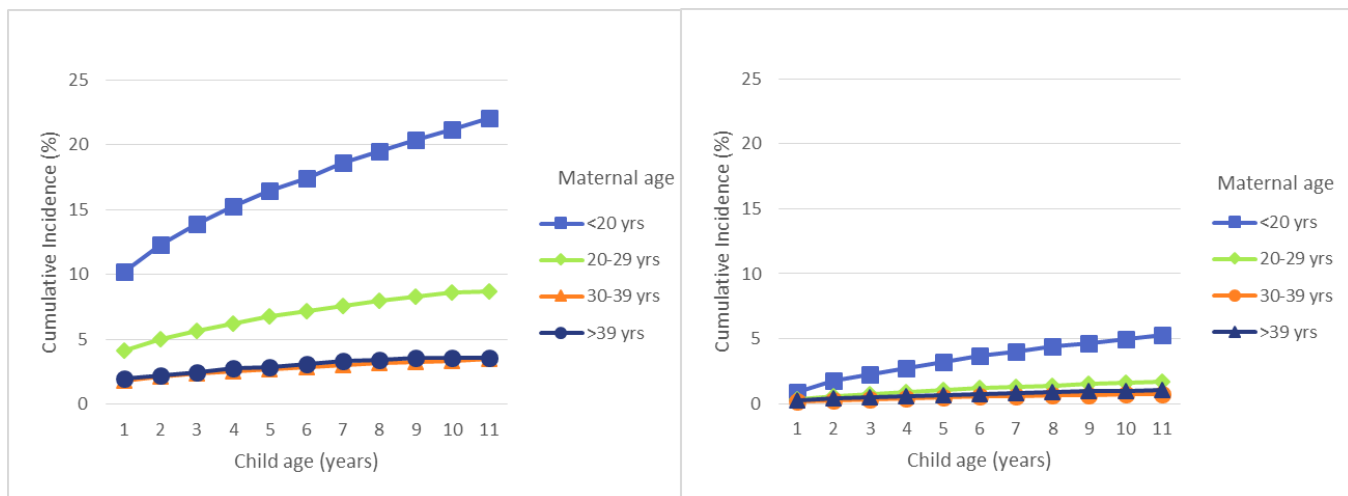 25
20
15
10
5
0
Cumulative Incidence (%)
1 2 3 4 5 6 7 8 9 10 11
Child age (years)
Maternal age
<20 yrs
20-29 yrs
30-39 yrs
>39 yrs
25
20
15
10
5
0
Cumulative Incidence (%)
1 2 3 4 5 6 7 8 9 10 11
Child age (years)
Maternal age
<20 yrs
20-29 yrs
30-39 yrs
>39 yrs